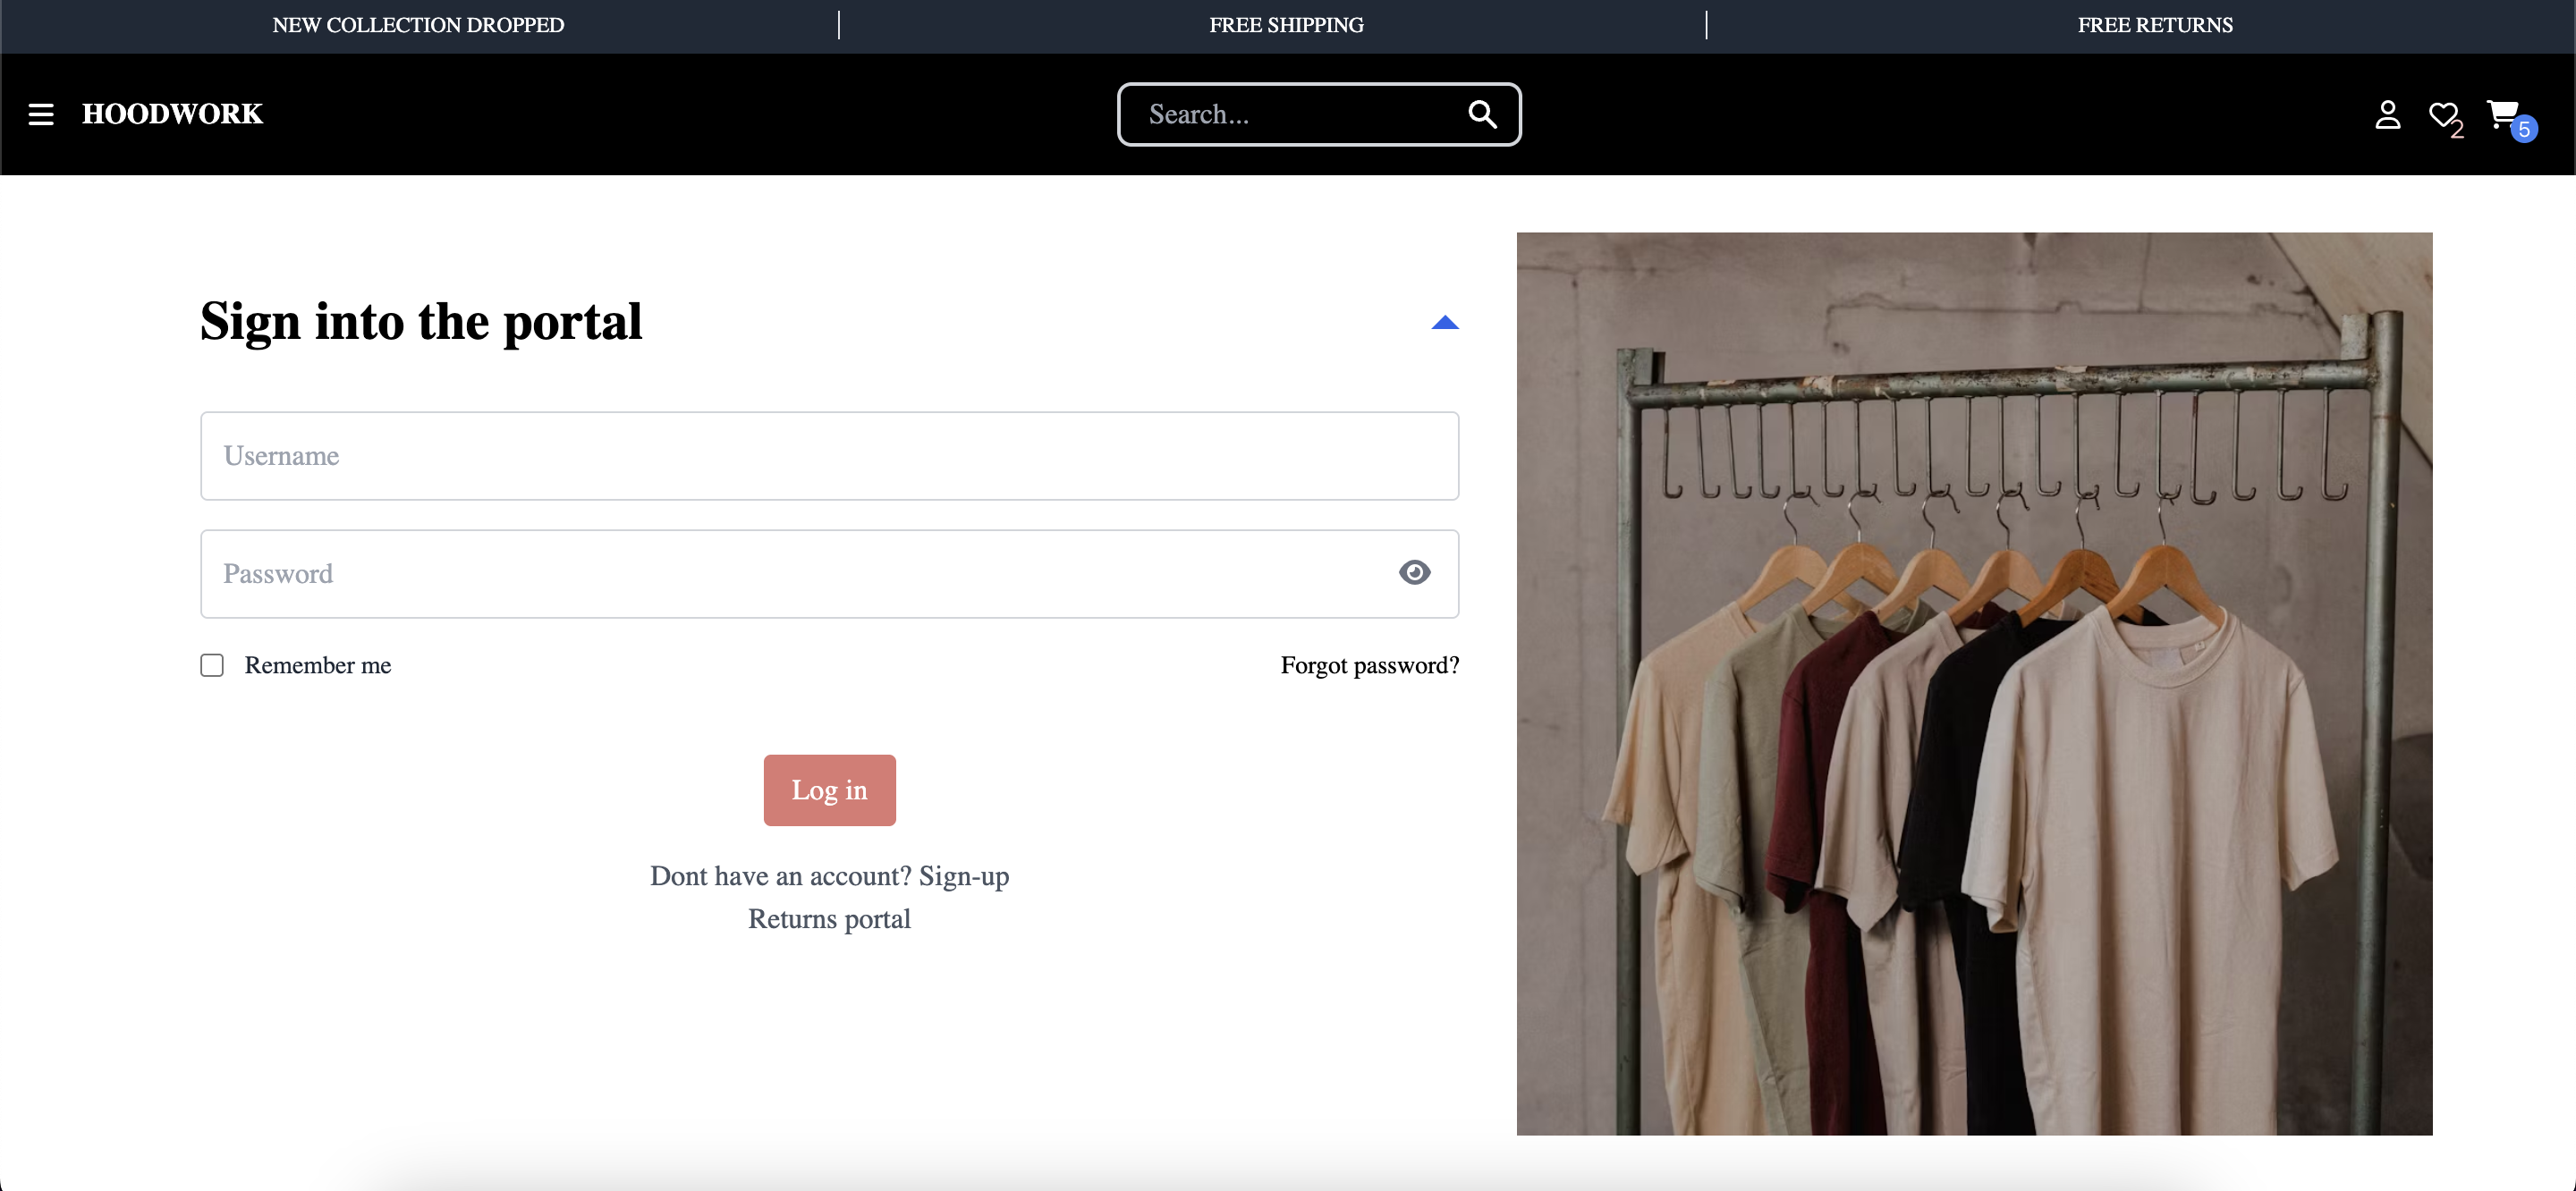 NEW COLLECTION DROPPED
FREE SHIPPING
FREE RETURNS
HOODWORK
Search...
2
5
Sign into the portal
Username
Password
Remember me
Forgot password?
Log in
Dont have an account? Sign-up
Returns portal